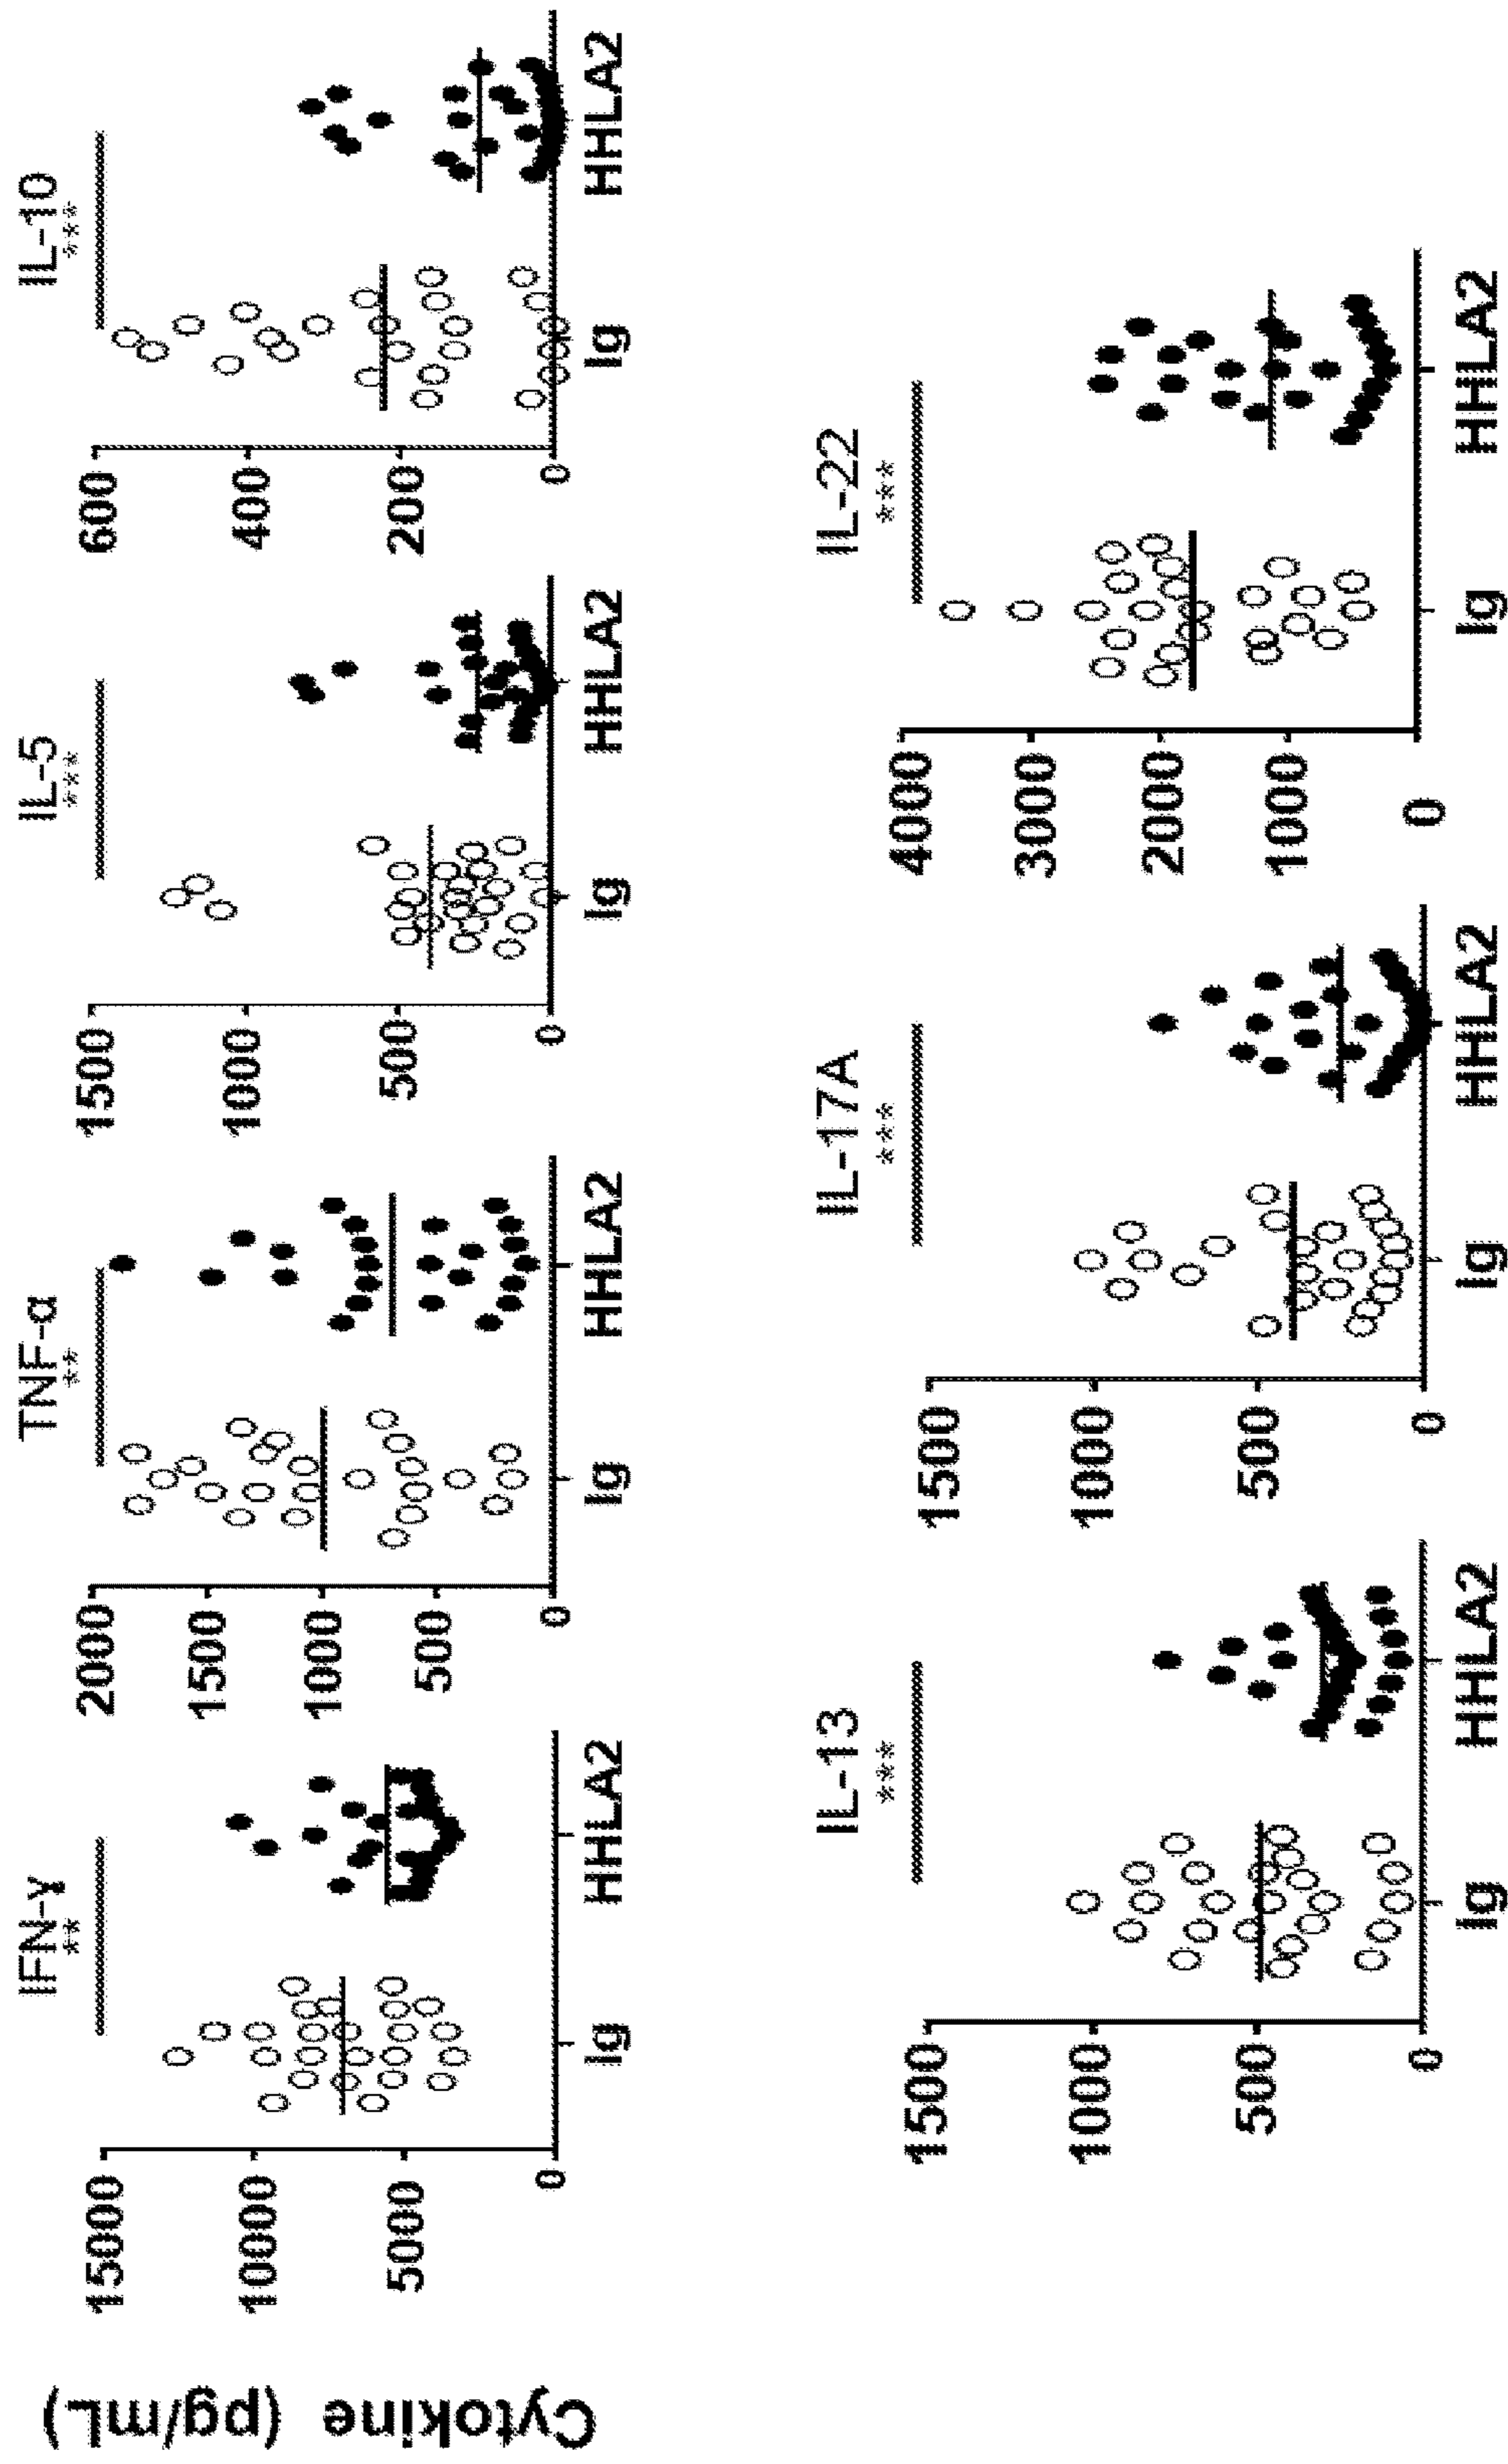 Cytokine (pg/mL)
IFN-γ
**
15000
10000
5000
0
Ig HHLA2
TNF-α
**
2000
1500
1000
500
0
Ig HHLA2
IL-5
***
1500
1000
500
0
Ig HHLA2
IL-10
***
600
400
200
0
Ig HHLA2
IL-13
***
1500
1000
500
0
Ig HHLA2
IL-17A
***
1500
1000
500
0
Ig HHLA2
IL-22
***
4000
3000
2000
1000
0
Ig HHLA2